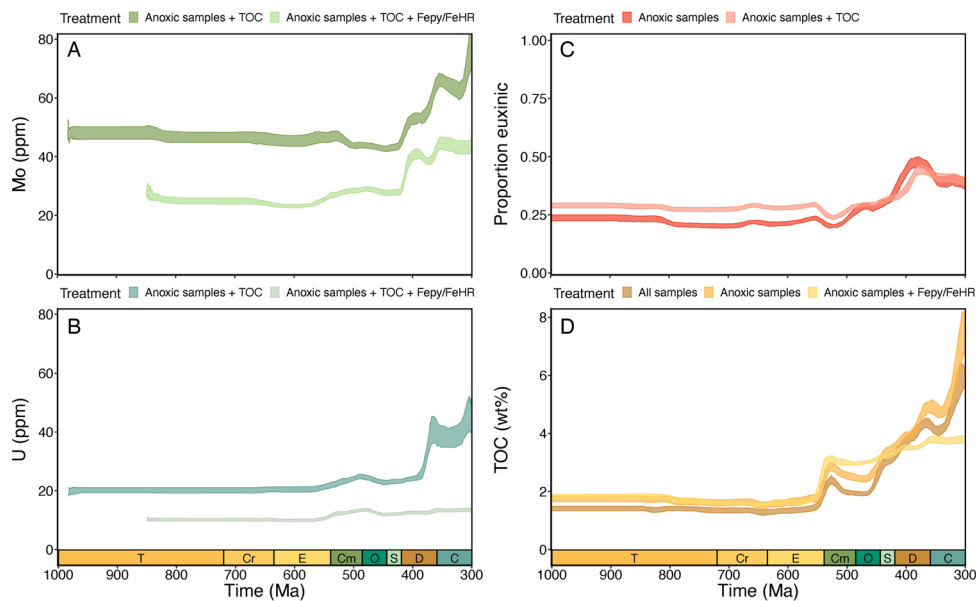 Treatment Anoxic samples + TOC Anoxic samples + TOC + Fepy/FeHR
A
80
60
40
20
0
Mo (ppm)
Treatment Anoxic samples Anoxic samples + TOC
C
1.00
0.75
0.50
0.25
0.00
Proportion euxinic
Treatment Anoxic samples + TOC Anoxic samples + TOC + Fepy/FeHR
B
80
60
40
20
0
U (ppm)
T Cr E Cm O S D C
1000 900 800 700 600 500 400 300
Time (Ma)
Treatment All samples Anoxic samples Anoxic samples + Fepy/FeHR
D
8
6
4
2
0
TOC (wt%)
T Cr E Cm O S D C
1000 900 800 700 600 500 400 300
Time (Ma)